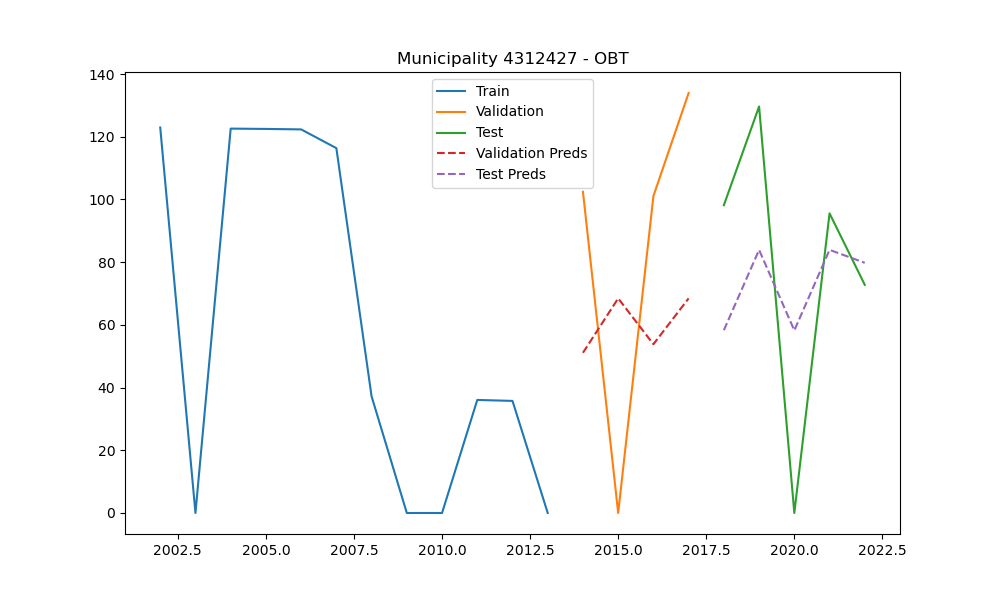 Municipality 4312427 - OBT
140
120
100
80
60
40
20
0
Train
Validation
Test
Validation Preds
Test Preds
2002.5 2005.0 2007.5 2010.0 2012.5 2015.0 2017.5 2020.0 2022.5